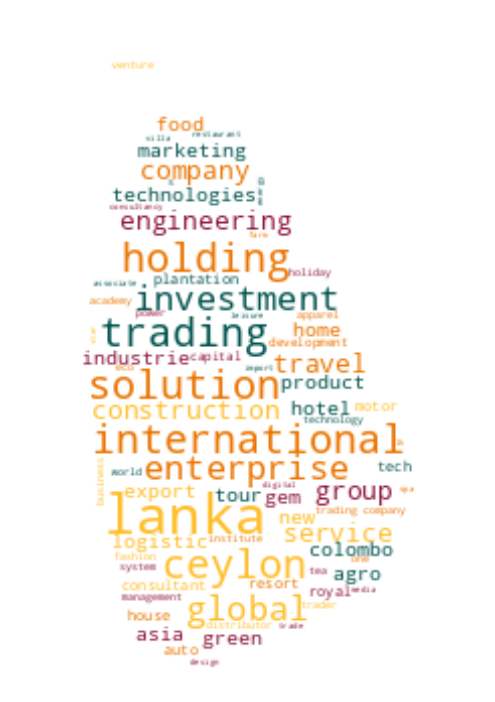 venture
food
villa restaurant
marketing
company
technologies
consultancy
engineering
farm
holding
holiday
associate plantation
investment
academy power leisure apparel
trading home
star development
industrie capital
eco import travel
solution product
construction hotel motor
technology
international
world enterprise tech
business digital
export tour gem group spa
lanka new trading company
logistic institute service
fashion colombo
ceylon one
system tea agro
consultant resort
management royal media
global trader
house
distributor trade
asia green
auto
design